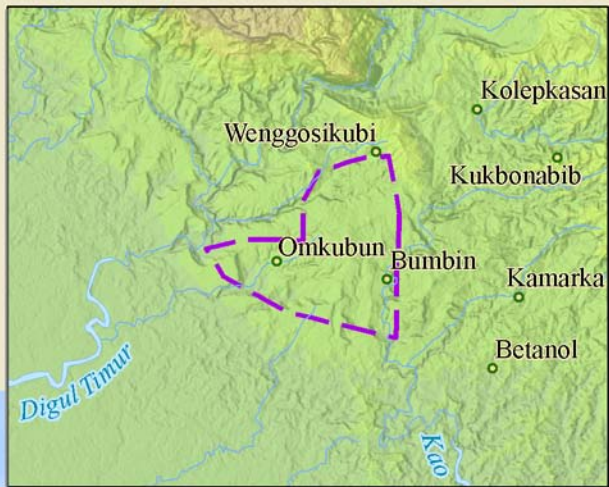 Kolepkasan
Wenggosikubi
Kukbonabib
Omkubun
Bumbin
Kamarka
Betanol
Digul Timur
Kao